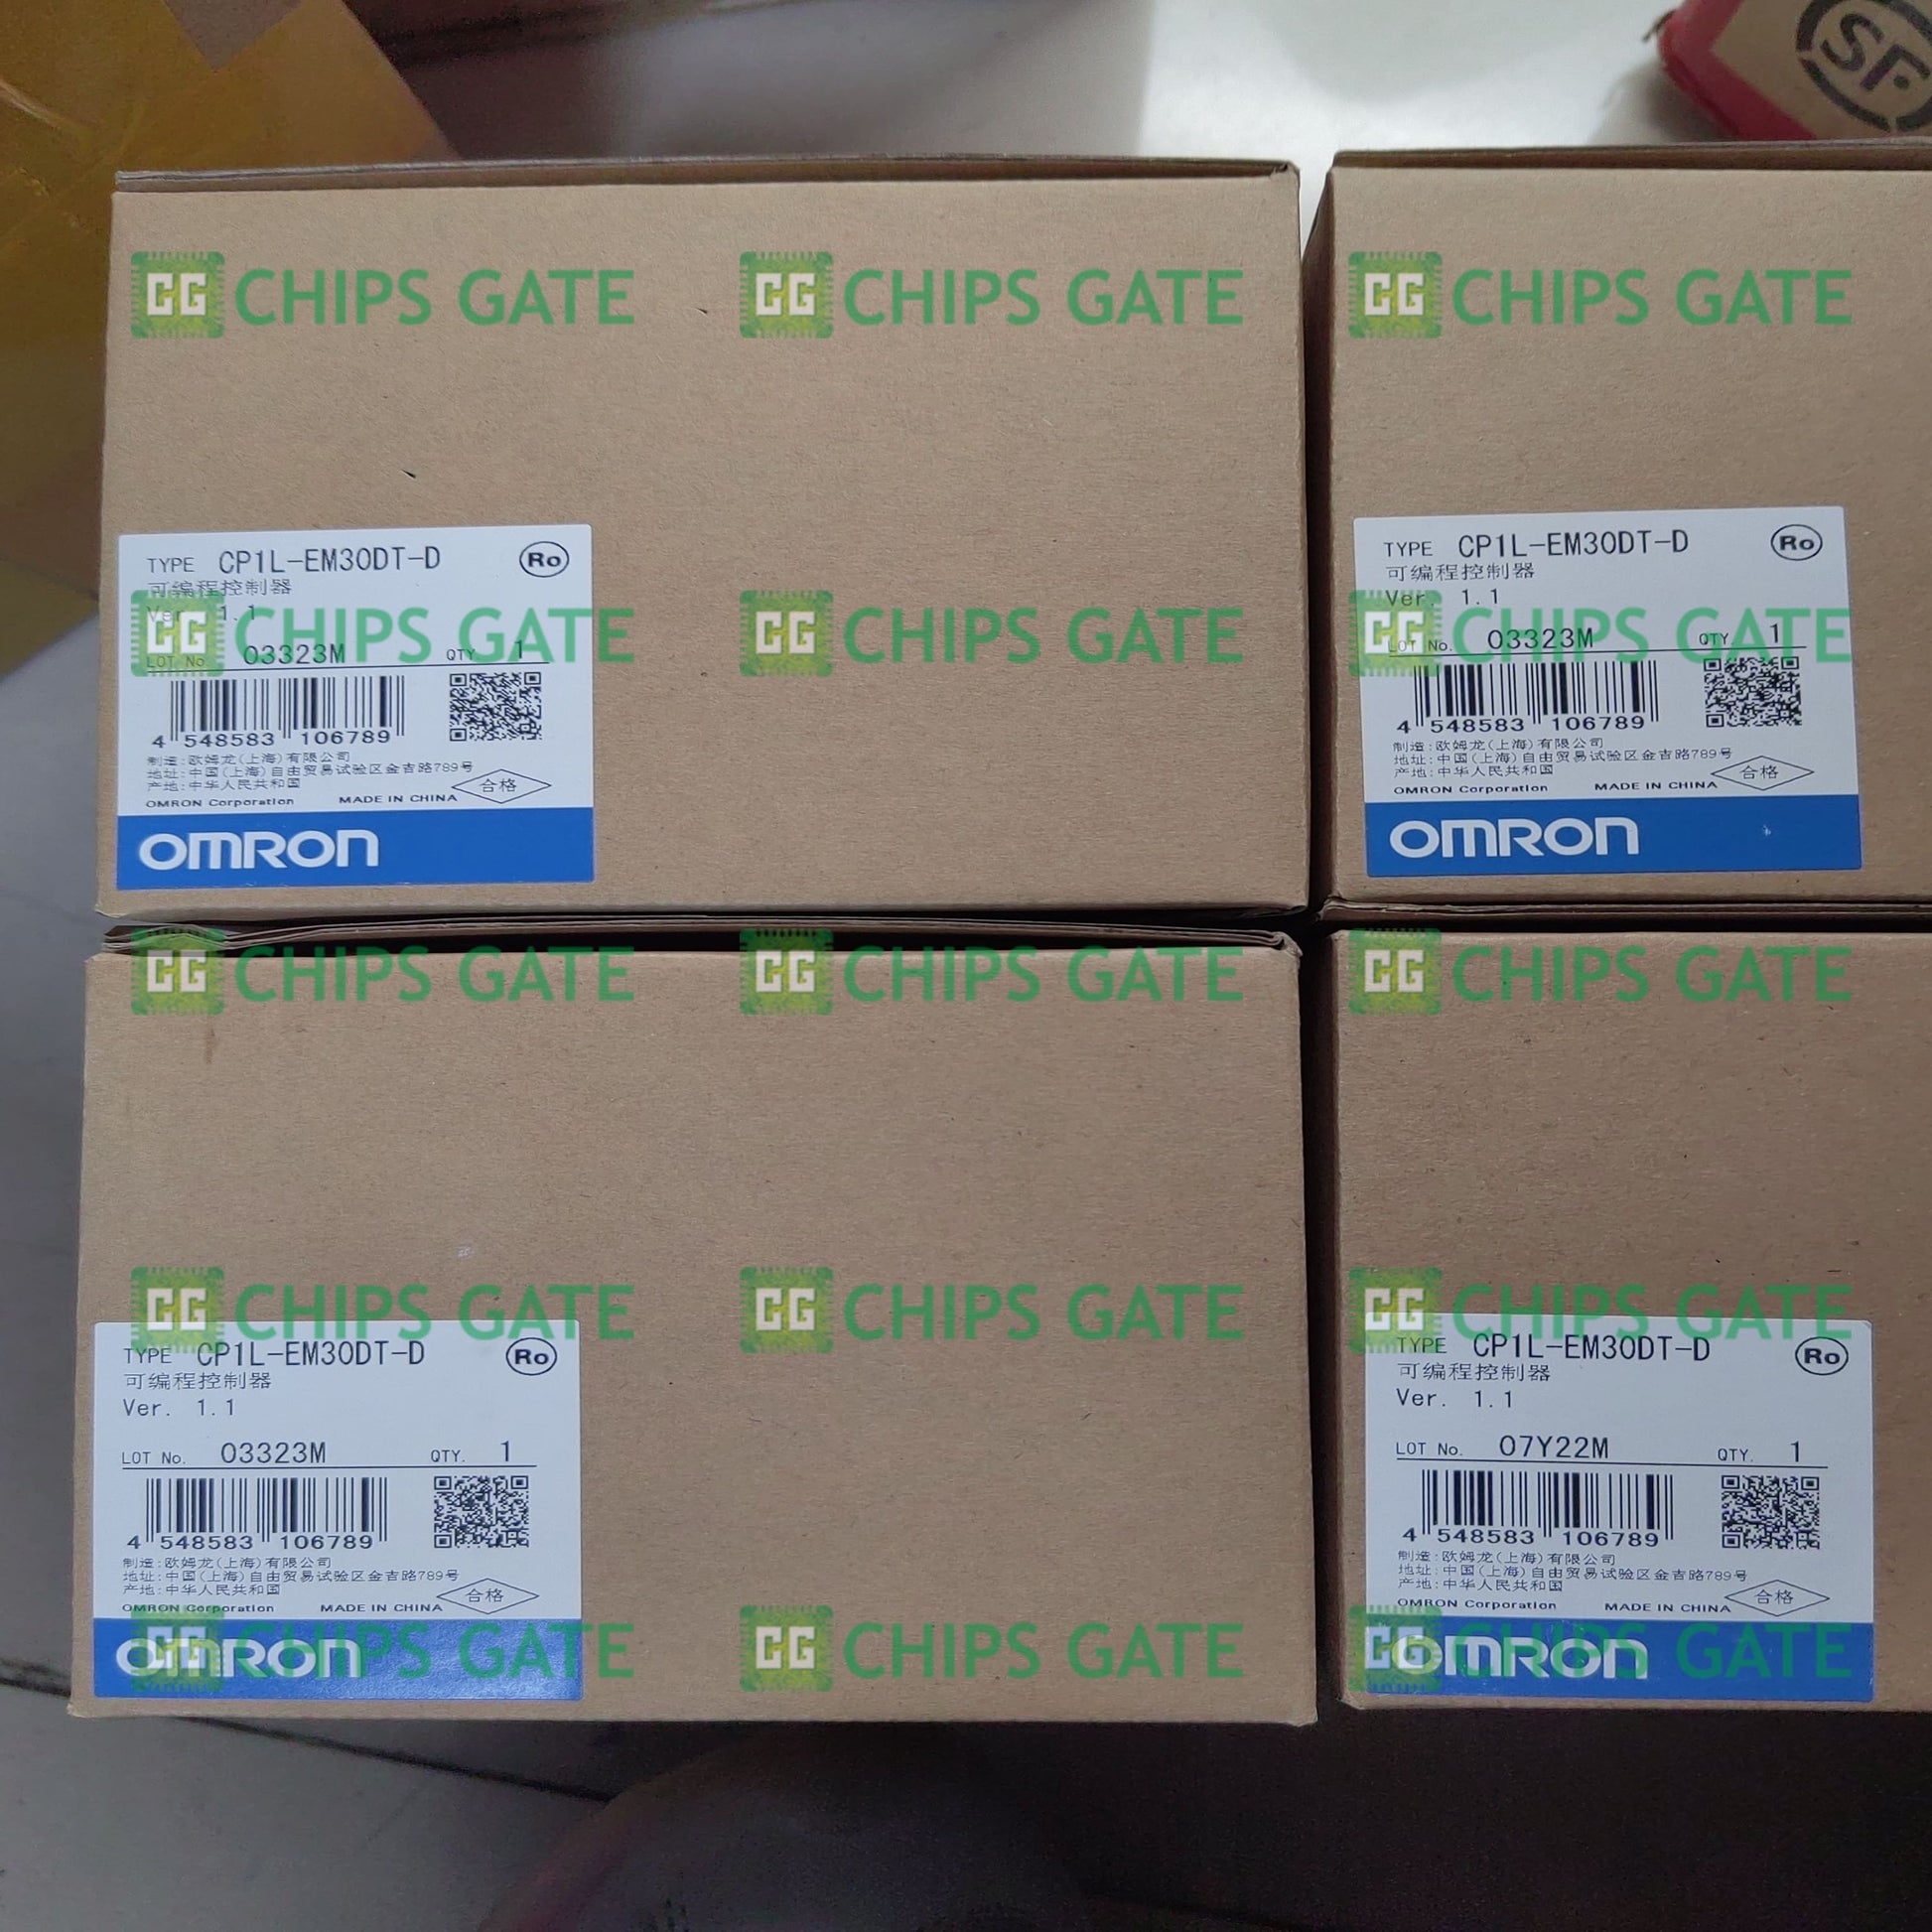 SF
CG CHIPS GATE
CG CHIPS GATE
CG CHIPS GATE
TYPE CP1L-EM30DT-D Ro
可编程控制器
Ver. 1.1
CG CHIPS GATE
LOT No. 03323M QTY. 1
4 548583 106789
制造:欧姆龙(上海)有限公司
地址:中国(上海)自由贸易试验区金吉路789号
产地:中华人民共和国
合格
OMRON Corporation MADE IN CHINA
OMRON
CG CHIPS GATE
TYPE CP1L-EM30DT-D Ro
可编程控制器
Ver. 1.1
CG CHIPS GATE
LOT No. 03323M QTY. 1
4 548583 106789
制造:欧姆龙(上海)有限公司
地址:中国(上海)自由贸易试验区金吉路789号
产地:中华人民共和国
合格
OMRON Corporation MADE IN CHINA
OMRON
CG CHIPS GATE
CG CHIPS GATE
CG CHIPS GATE
CG CHIPS GATE
CG CHIPS GATE
CG CHIPS GATE
TYPE CP1L-EM30DT-D Ro
可编程控制器
Ver. 1.1
LOT No. 03323M QTY. 1
4 548583 106789
制造:欧姆龙(上海)有限公司
地址:中国(上海)自由贸易试验区金吉路789号
产地:中华人民共和国
合格
OMRON Corporation MADE IN CHINA
OMRON
CG CHIPS GATE
CG CHIPS GATE
TYPE CP1L-EM30DT-D Ro
可编程控制器
Ver. 1.1
LOT No. 07Y22M QTY. 1
4 548583 106789
制造:欧姆龙(上海)有限公司
地址:中国(上海)自由贸易试验区金吉路789号
产地:中华人民共和国
合格
OMRON Corporation MADE IN CHINA
OMRON
CG CHIPS GATE